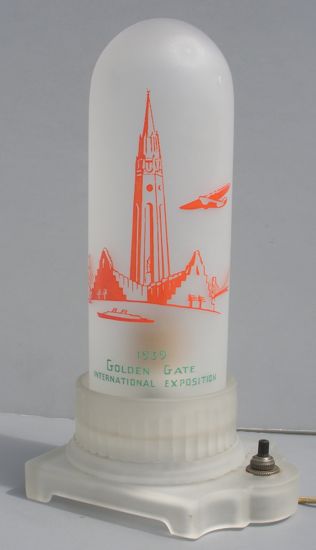 1939
GOLDEN GATE
INTERNATIONAL EXPOSITION